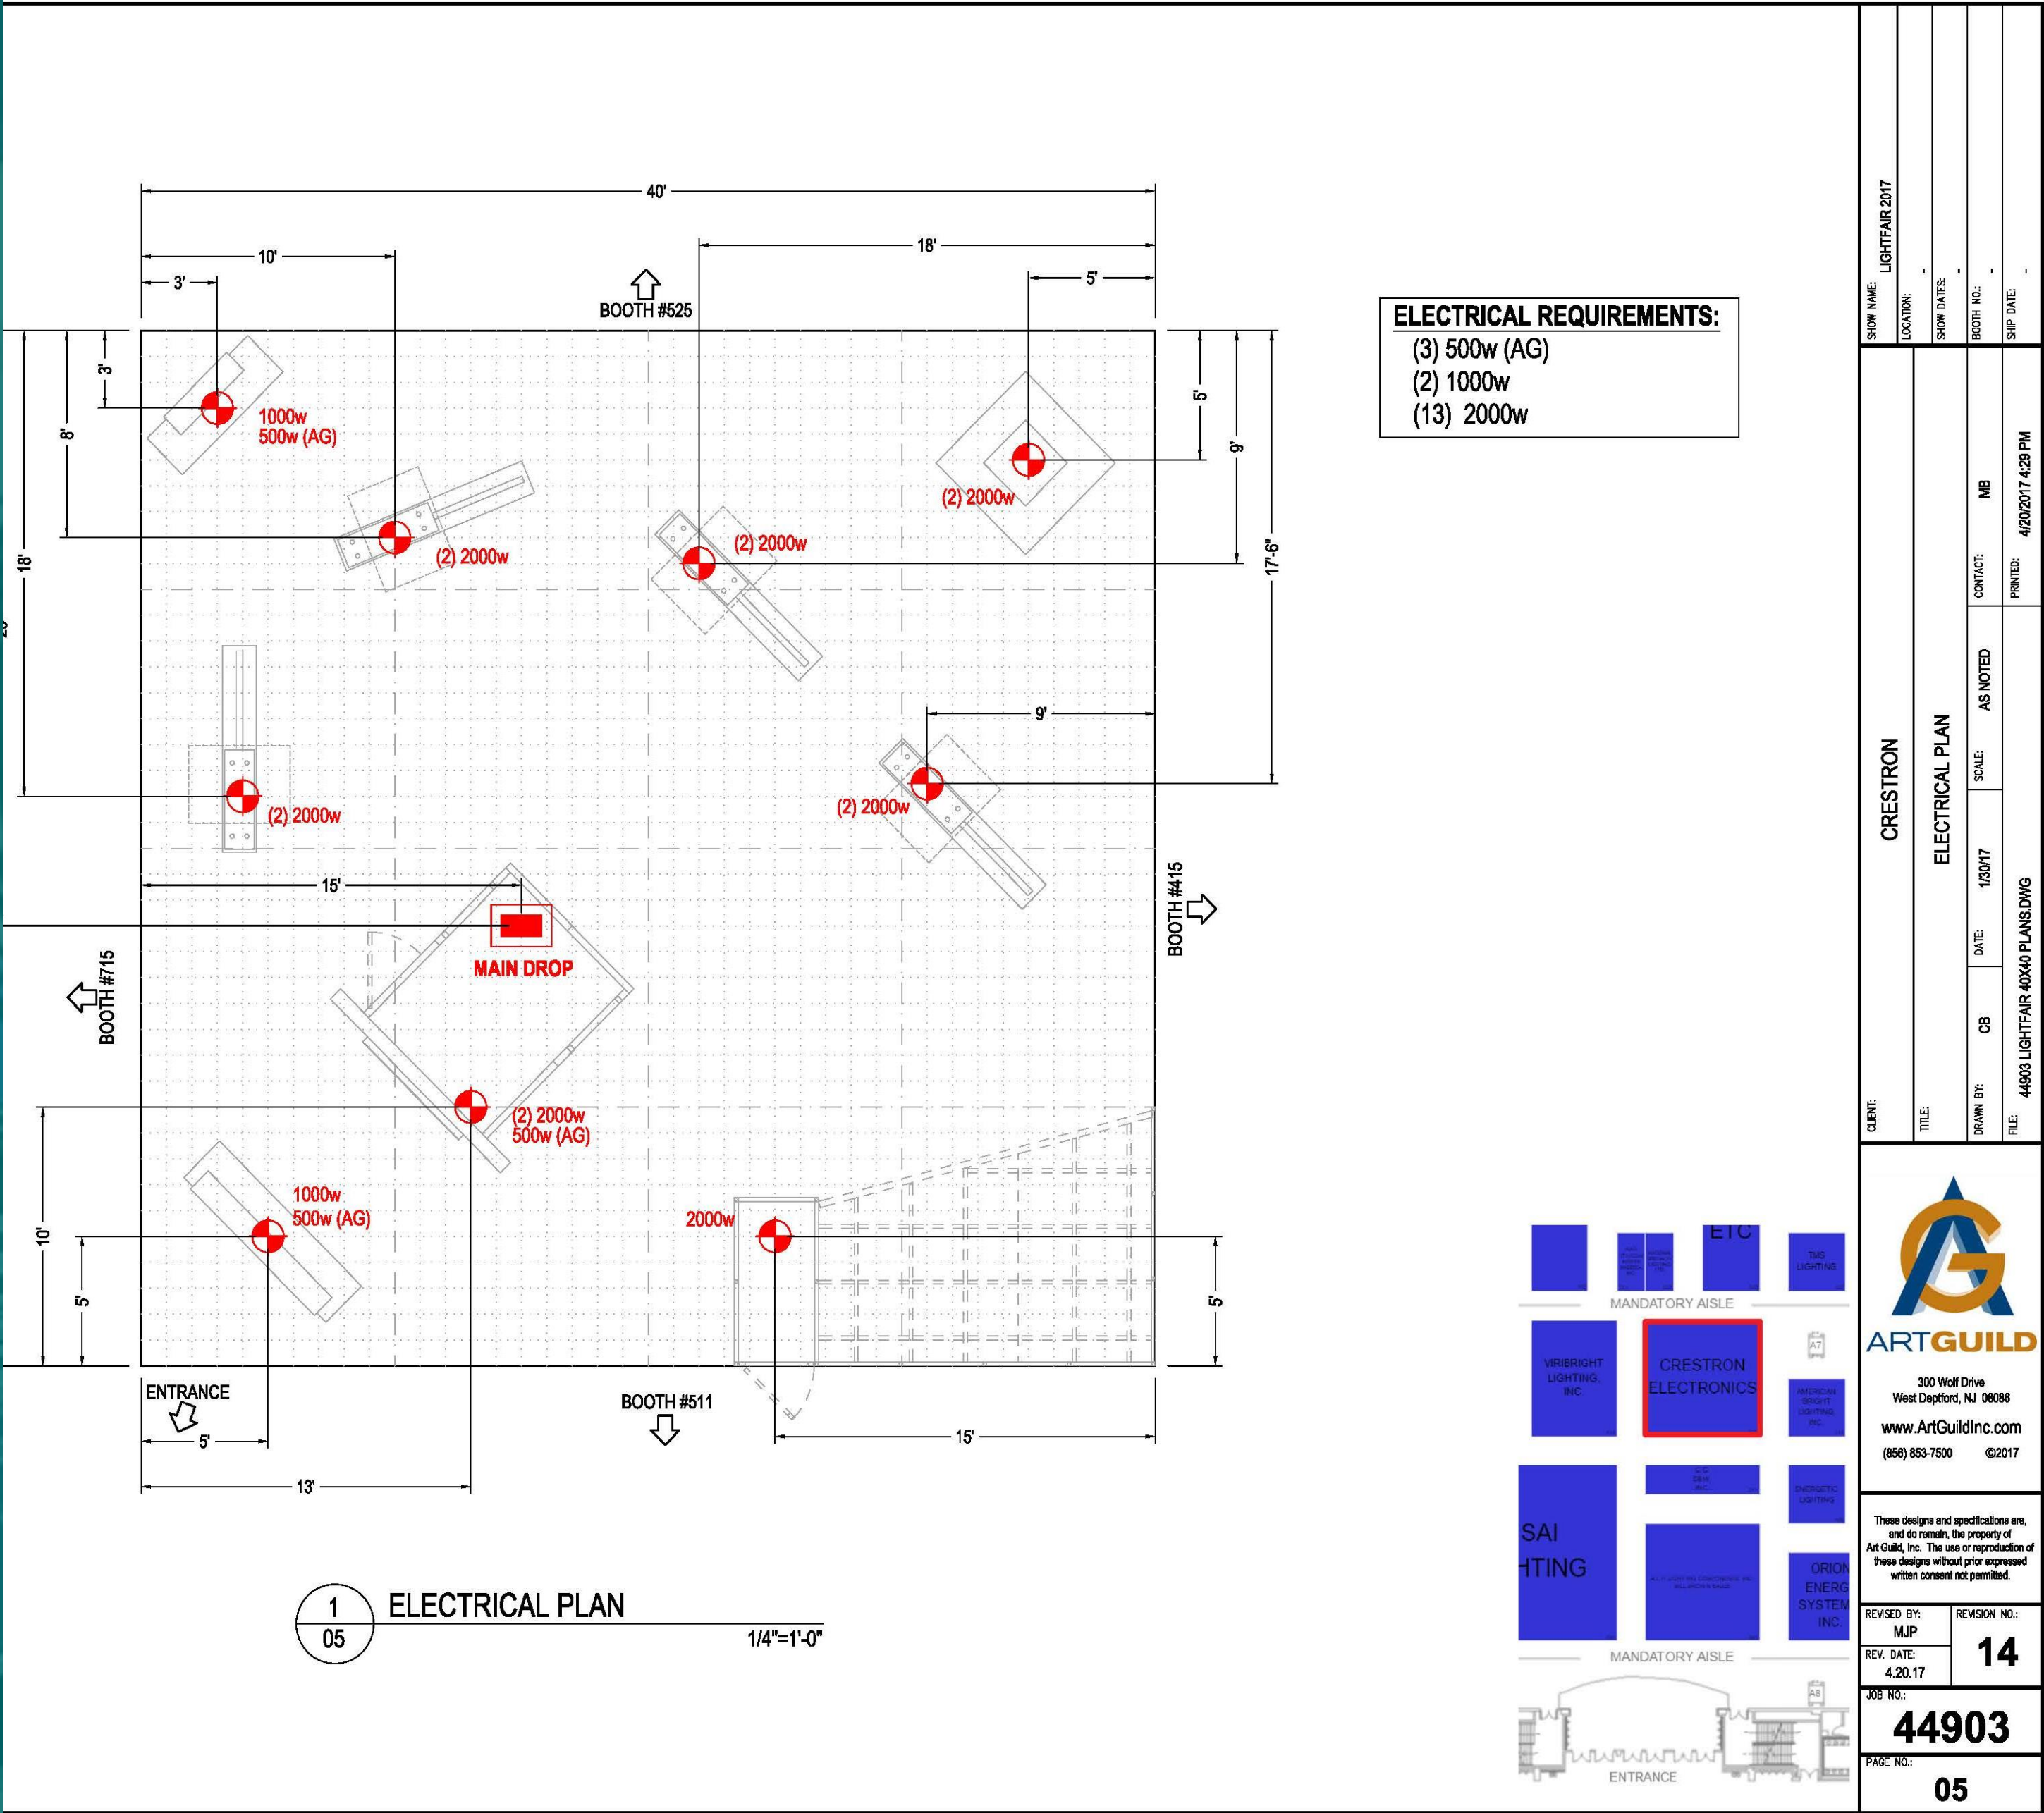 40'
18'
10'
5'
3'
BOOTH #525
3'
8'
18'
5'
9'
17'-6"
1000w
500w (AG)
(2) 2000w
(2) 2000w
(2) 2000w
9'
(2) 2000w
(2) 2000w
15'
MAIN DROP
BOOTH #715
BOOTH #415
(2) 2000w
500w (AG)
1000w
500w (AG)
2000w
10'
5'
5'
ENTRANCE
BOOTH #511
5'
15'
13'
1
05
ELECTRICAL PLAN
1/4"=1'-0"
ELECTRICAL REQUIREMENTS:
(3) 500w (AG)
(2) 1000w
(13) 2000w
ETC
TMS
LIGHTING
MANDATORY AISLE
VIRIBRIGHT
LIGHTING,
INC.
CRESTRON
ELECTRONICS
A7
AMERICAN
BRIGHT
LIGHTING,
INC.
ENERGETIC
LIGHTING
SAI
HTING
ORION
ENERG
SYSTEM
INC.
MANDATORY AISLE
A8
ENTRANCE
SHOW NAME:
LIGHTFAIR 2017
LOCATION:
-
SHOW DATES:
-
BOOTH NO.:
-
SHIP DATE:
-
CLIENT:
CRESTRON
TITLE:
ELECTRICAL PLAN
DRAWN BY:
CB
DATE:
1/30/17
SCALE:
AS NOTED
CONTACT:
MB
FILE:
44903 LIGHTFAIR 40X40 PLANS.DWG
PRINTED:
4/20/2017 4:29 PM
ARTGUILD
300 Wolf Drive
West Deptford, NJ 08086
www.ArtGuildInc.com
(856) 853-7500 ©2017
These designs and specifications are,
and do remain, the property of
Art Guild, Inc. The use or reproduction of
these designs without prior expressed
written consent not permitted.
REVISED BY:
MJP
REVISION NO.:
14
REV. DATE:
4.20.17
JOB NO.:
44903
PAGE NO.:
05